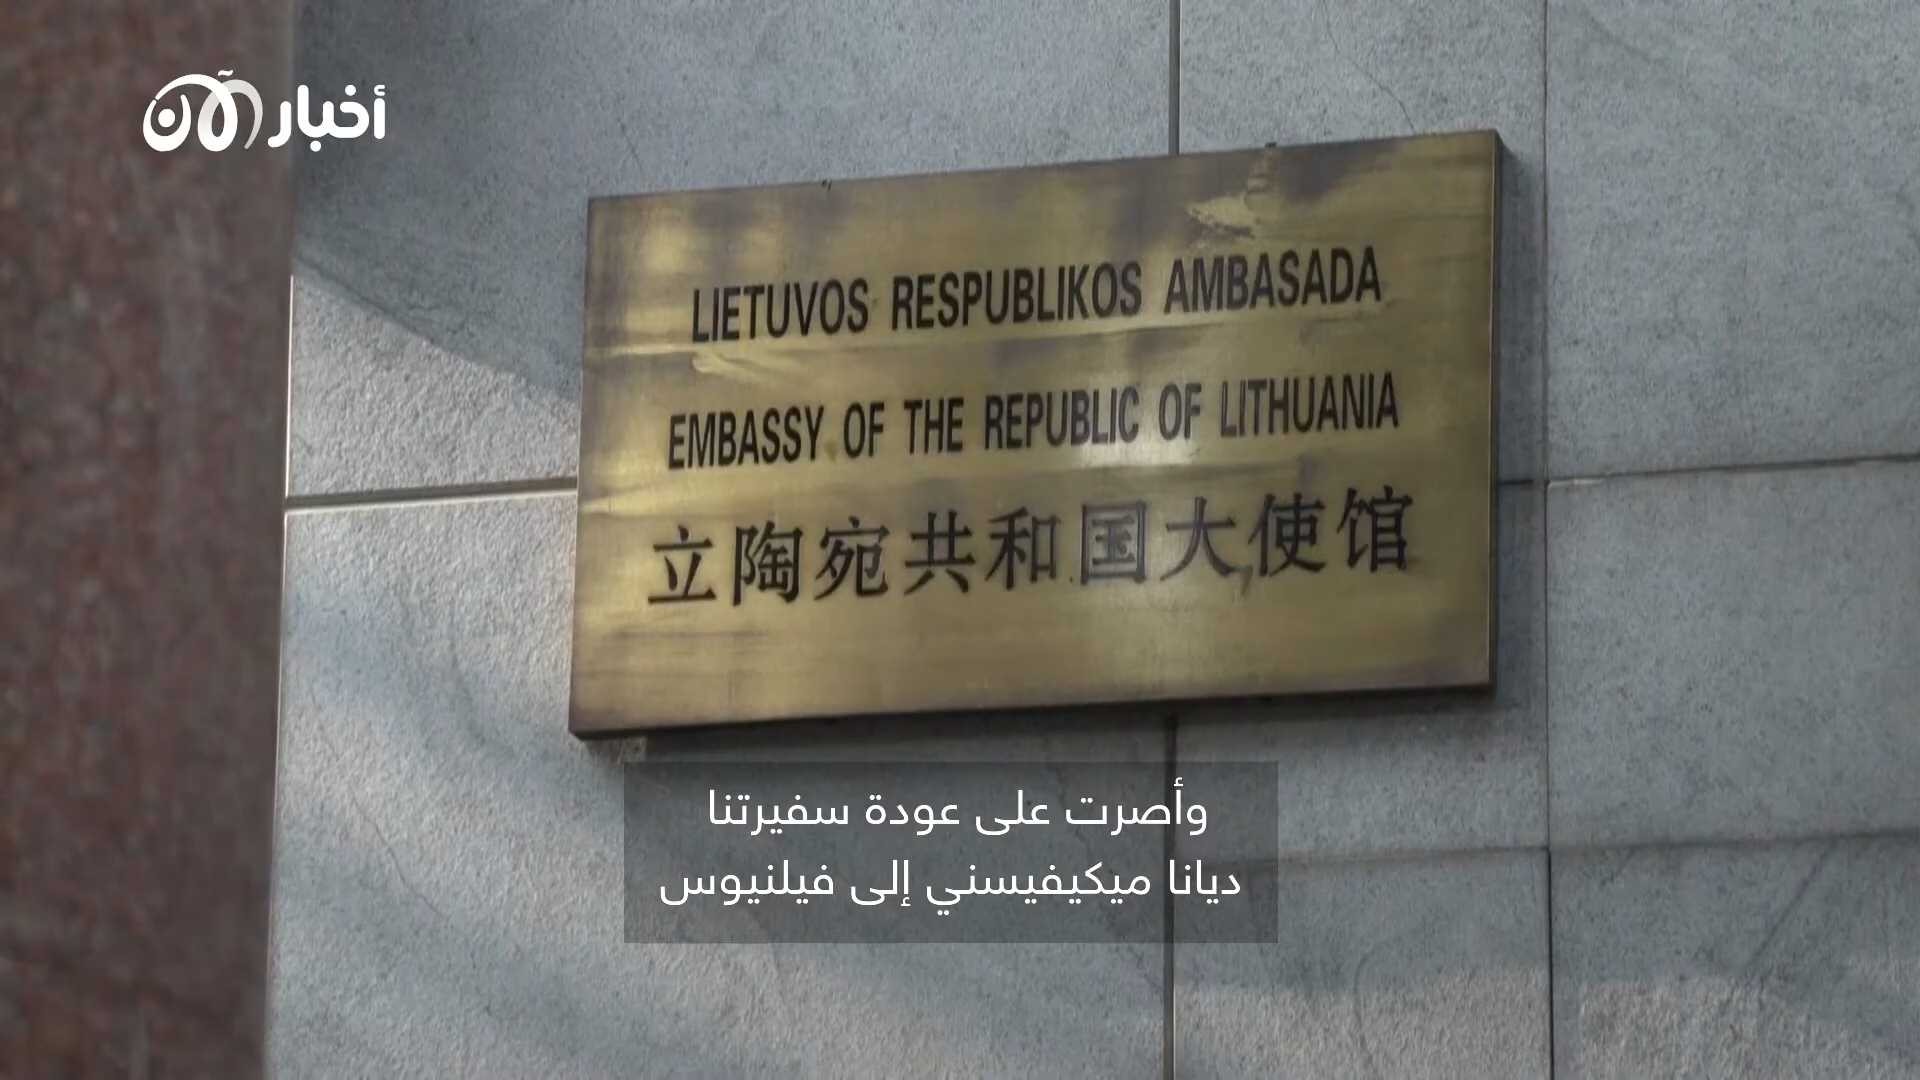 أخبار الآن
LIETUVOS RESPUBLIKOS AMBASADA
EMBASSY OF THE REPUBLIC OF LITHUANIA
立陶宛共和国大使馆
وأصرت على عودة سفيرتنا
ديانا ميكيفيسني إلى فيلنيوس